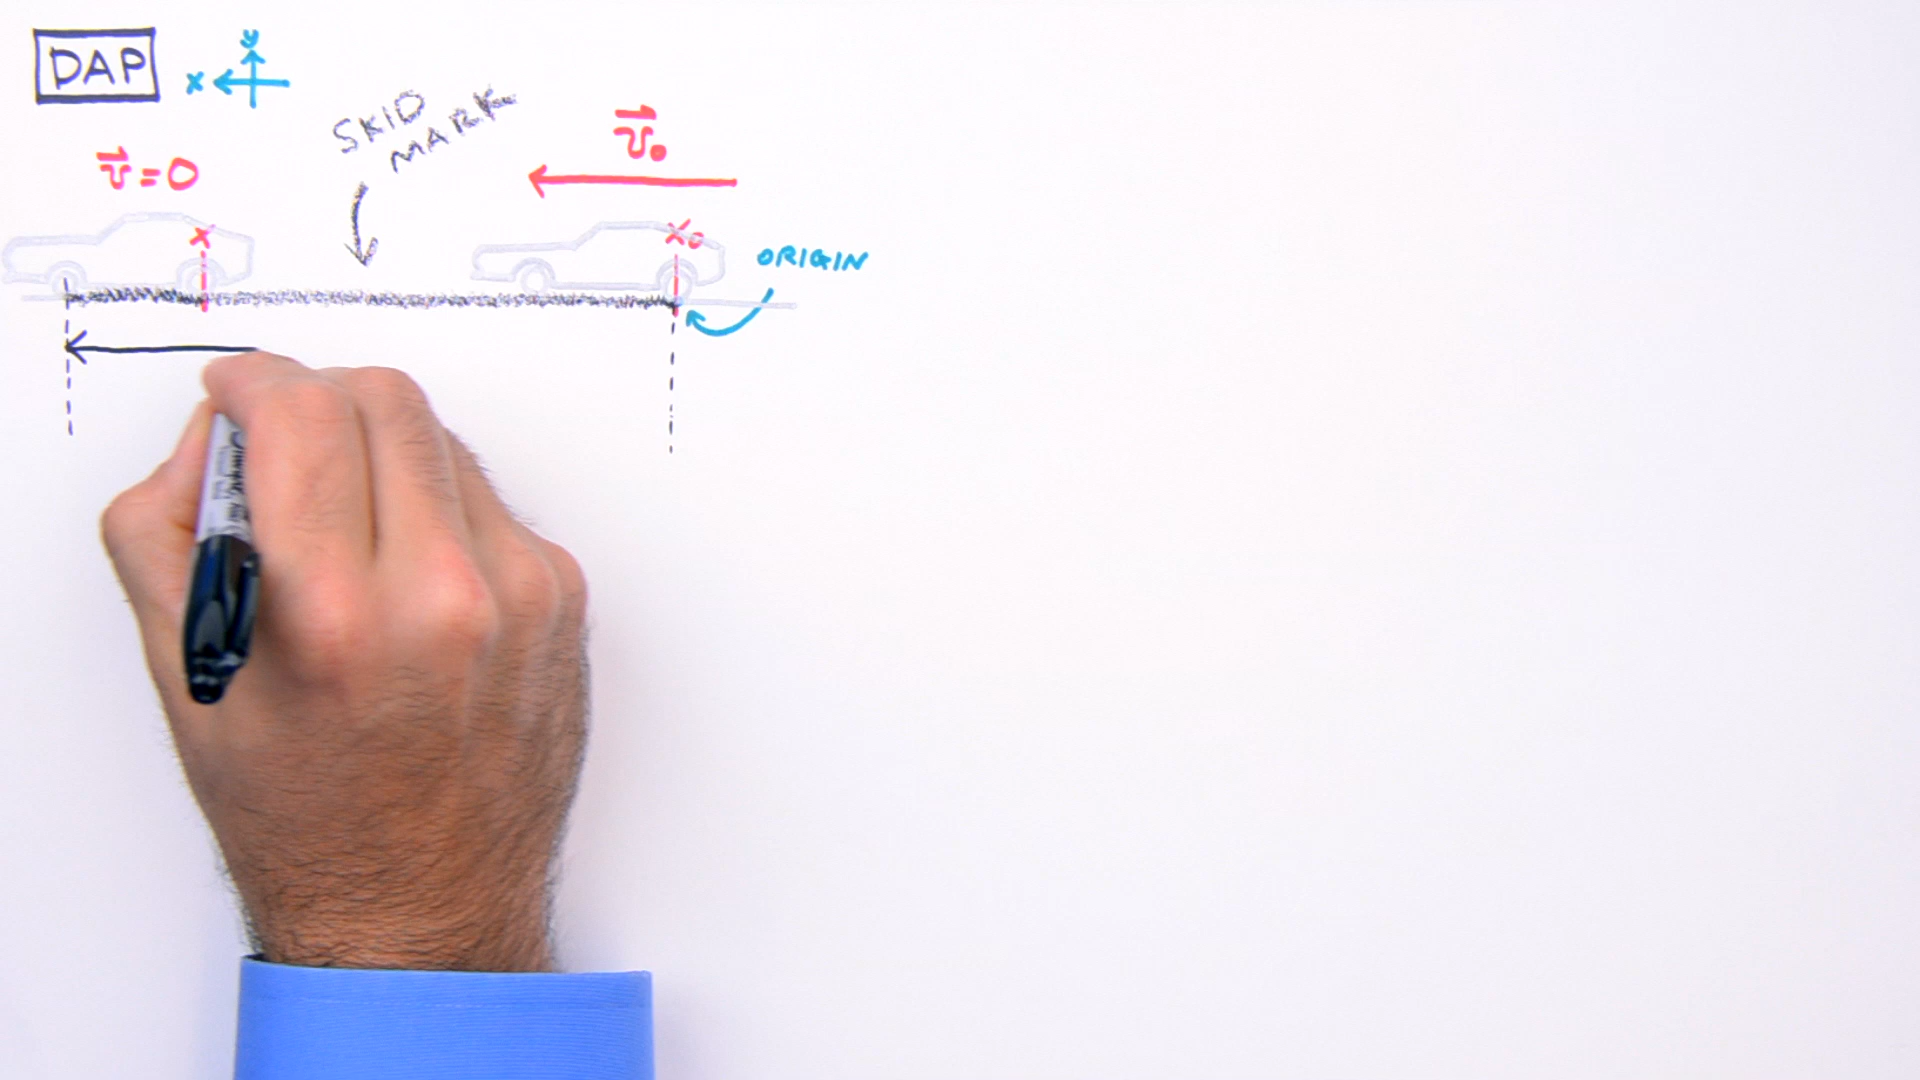 DAP
y
x
SKID
MARK
v⃗₀
v⃗=0
x
x₀
ORIGIN